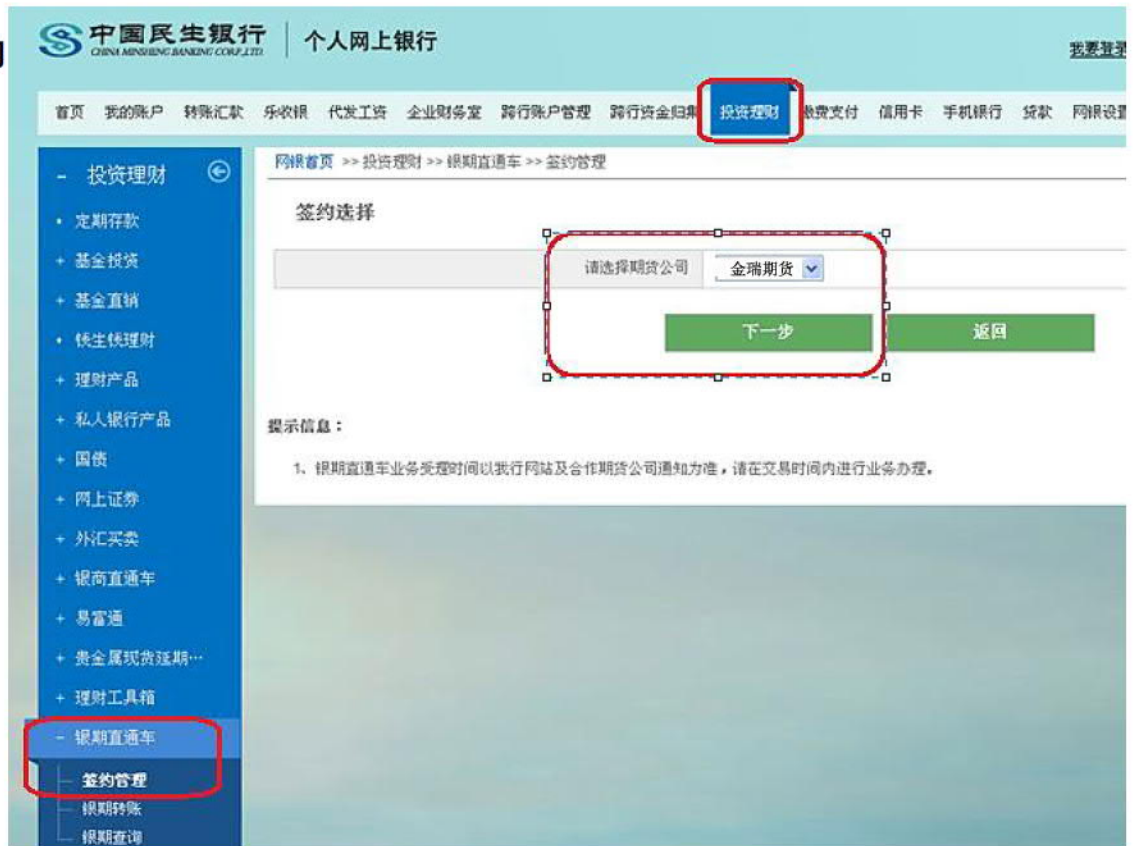 中国民生银行
CHINA MINSHENG BANKING CORP.,LTD.
个人网上银行
我要登录
首页 我的账户 转账汇款 乐收银 代发工资 企业财务室 跨行账户管理 跨行资金归集 投资理财 缴费支付 信用卡 手机银行 贷款 网银设置
- 投资理财
· 定期存款
+ 基金投资
+ 基金直销
· 钱生钱理财
+ 理财产品
+ 私人银行产品
+ 国债
+ 网上证券
+ 外汇买卖
+ 银商直通车
+ 易富通
+ 贵金属现货延期…
+ 理财工具箱
- 银期直通车
签约管理
银期转账
银期查询
网银首页 >> 投资理财 >> 银期直通车 >> 签约管理
签约选择
请选择期货公司 金瑞期货
下一步 返回
提示信息：
1、银期直通车业务受理时间以我行网站及合作期货公司通知为准，请在交易时间内进行业务办理。